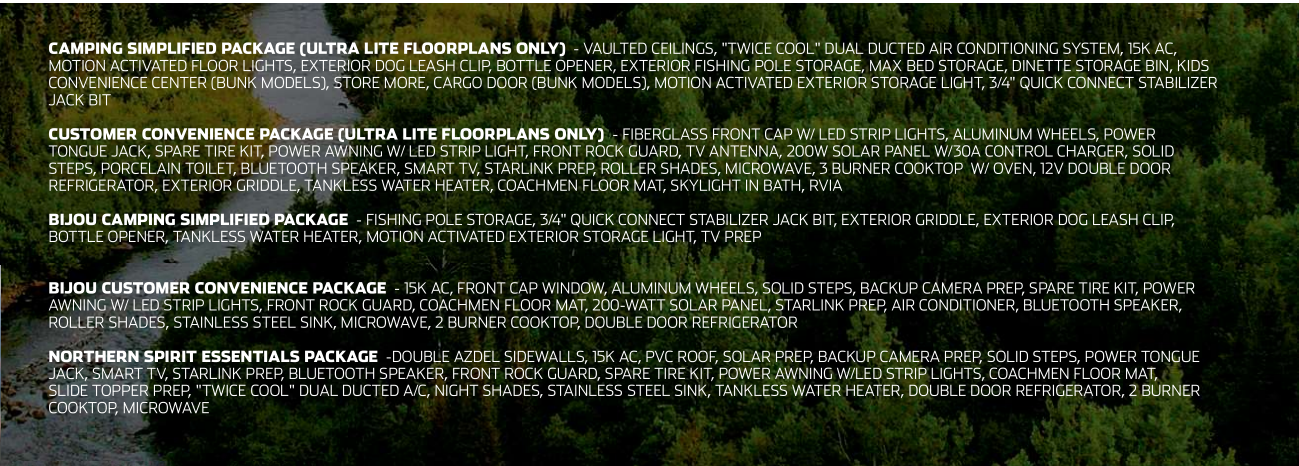 CAMPING SIMPLIFIED PACKAGE (ULTRA LITE FLOORPLANS ONLY) - VAULTED CEILINGS, "TWICE COOL" DUAL DUCTED AIR CONDITIONING SYSTEM, 15K AC,
MOTION ACTIVATED FLOOR LIGHTS, EXTERIOR DOG LEASH CLIP, BOTTLE OPENER, EXTERIOR FISHING POLE STORAGE, MAX BED STORAGE, DINETTE STORAGE BIN, KIDS
CONVENIENCE CENTER (BUNK MODELS), STORE MORE, CARGO DOOR (BUNK MODELS), MOTION ACTIVATED EXTERIOR STORAGE LIGHT, 3/4" QUICK CONNECT STABILIZER
JACK BIT
CUSTOMER CONVENIENCE PACKAGE (ULTRA LITE FLOORPLANS ONLY) - FIBERGLASS FRONT CAP W/ LED STRIP LIGHTS, ALUMINUM WHEELS, POWER
TONGUE JACK, SPARE TIRE KIT, POWER AWNING W/ LED STRIP LIGHT, FRONT ROCK GUARD, TV ANTENNA, 200W SOLAR PANEL W/30A CONTROL CHARGER, SOLID
STEPS, PORCELAIN TOILET, BLUETOOTH SPEAKER, SMART TV, STARLINK PREP, ROLLER SHADES, MICROWAVE, 3 BURNER COOKTOP W/ OVEN, 12V DOUBLE DOOR
REFRIGERATOR, EXTERIOR GRIDDLE, TANKLESS WATER HEATER, COACHMEN FLOOR MAT, SKYLIGHT IN BATH, RVIA
BIJOU CAMPING SIMPLIFIED PACKAGE - FISHING POLE STORAGE, 3/4" QUICK CONNECT STABILIZER JACK BIT, EXTERIOR GRIDDLE, EXTERIOR DOG LEASH CLIP,
BOTTLE OPENER, TANKLESS WATER HEATER, MOTION ACTIVATED EXTERIOR STORAGE LIGHT, TV PREP
BIJOU CUSTOMER CONVENIENCE PACKAGE - 15K AC, FRONT CAP WINDOW, ALUMINUM WHEELS, SOLID STEPS, BACKUP CAMERA PREP, SPARE TIRE KIT, POWER
AWNING W/ LED STRIP LIGHTS, FRONT ROCK GUARD, COACHMEN FLOOR MAT, 200-WATT SOLAR PANEL, STARLINK PREP, AIR CONDITIONER, BLUETOOTH SPEAKER,
ROLLER SHADES, STAINLESS STEEL SINK, MICROWAVE, 2 BURNER COOKTOP, DOUBLE DOOR REFRIGERATOR
NORTHERN SPIRIT ESSENTIALS PACKAGE -DOUBLE AZDEL SIDEWALLS, 15K AC, PVC ROOF, SOLAR PREP, BACKUP CAMERA PREP, SOLID STEPS, POWER TONGUE
JACK, SMART TV, STARLINK PREP, BLUETOOTH SPEAKER, FRONT ROCK GUARD, SPARE TIRE KIT, POWER AWNING W/LED STRIP LIGHTS, COACHMEN FLOOR MAT,
SLIDE TOPPER PREP, "TWICE COOL" DUAL DUCTED A/C, NIGHT SHADES, STAINLESS STEEL SINK, TANKLESS WATER HEATER, DOUBLE DOOR REFRIGERATOR, 2 BURNER
COOKTOP, MICROWAVE